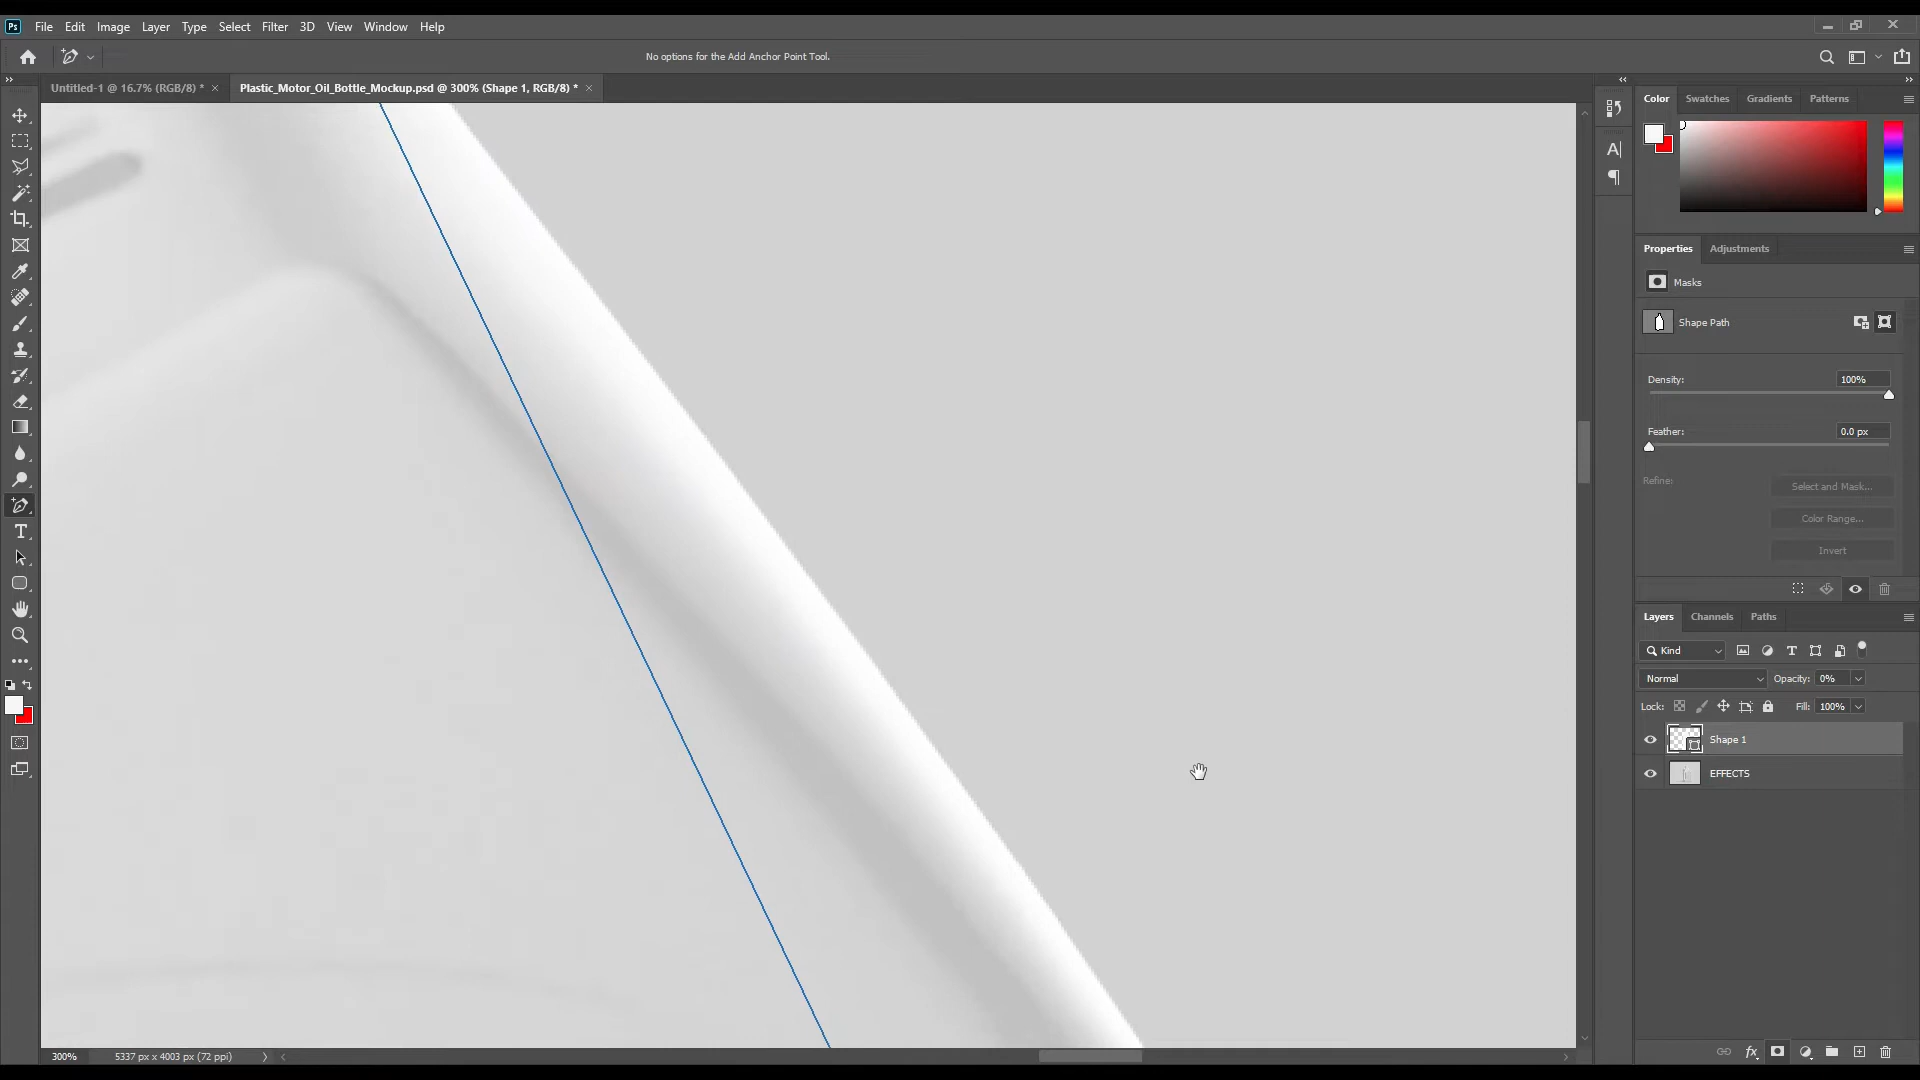 Ps File Edit Image Layer Type Select Filter 3D View Window Help
No options for the Add Anchor Point Tool.
Untitled-1 @ 16.7% (RGB/8) * × Plastic_Motor_Oil_Bottle_Mockup.psd @ 300% (Shape 1, RGB/8) * ×
Color Swatches Gradients Patterns
Properties Adjustments
Masks
Shape Path
Density: 100%
Feather: 0.0 px
Refine: Select and Mask...
Color Range...
Invert
Layers Channels Paths
Kind
Normal Opacity: 0%
Lock: Fill: 100%
Shape 1
EFFECTS
300% 5337 px x 4003 px (72 ppi)